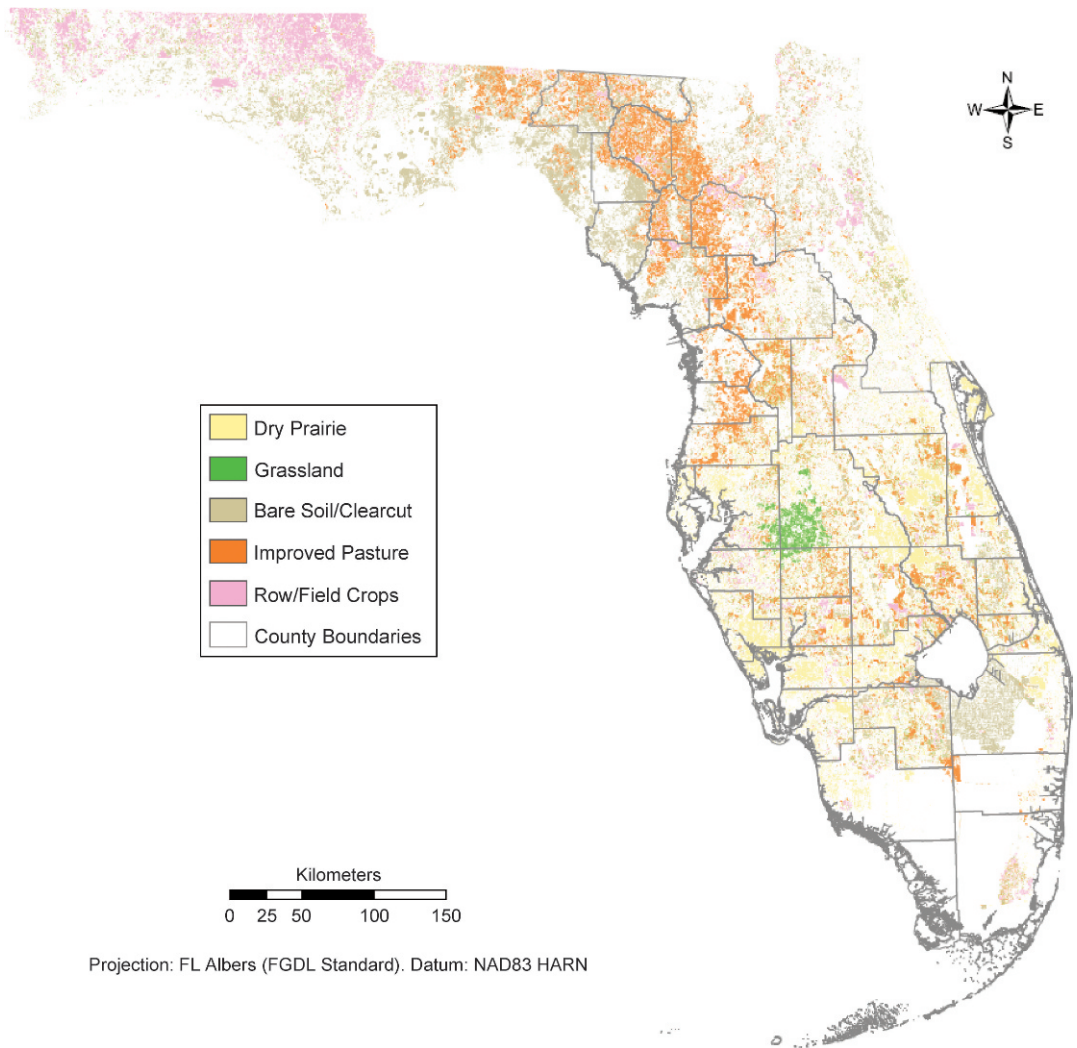 N
W E
S
Dry Prairie
Grassland
Bare Soil/Clearcut
Improved Pasture
Row/Field Crops
County Boundaries
Kilometers
0 25 50 100 150
Projection: FL Albers (FGDL Standard). Datum: NAD83 HARN